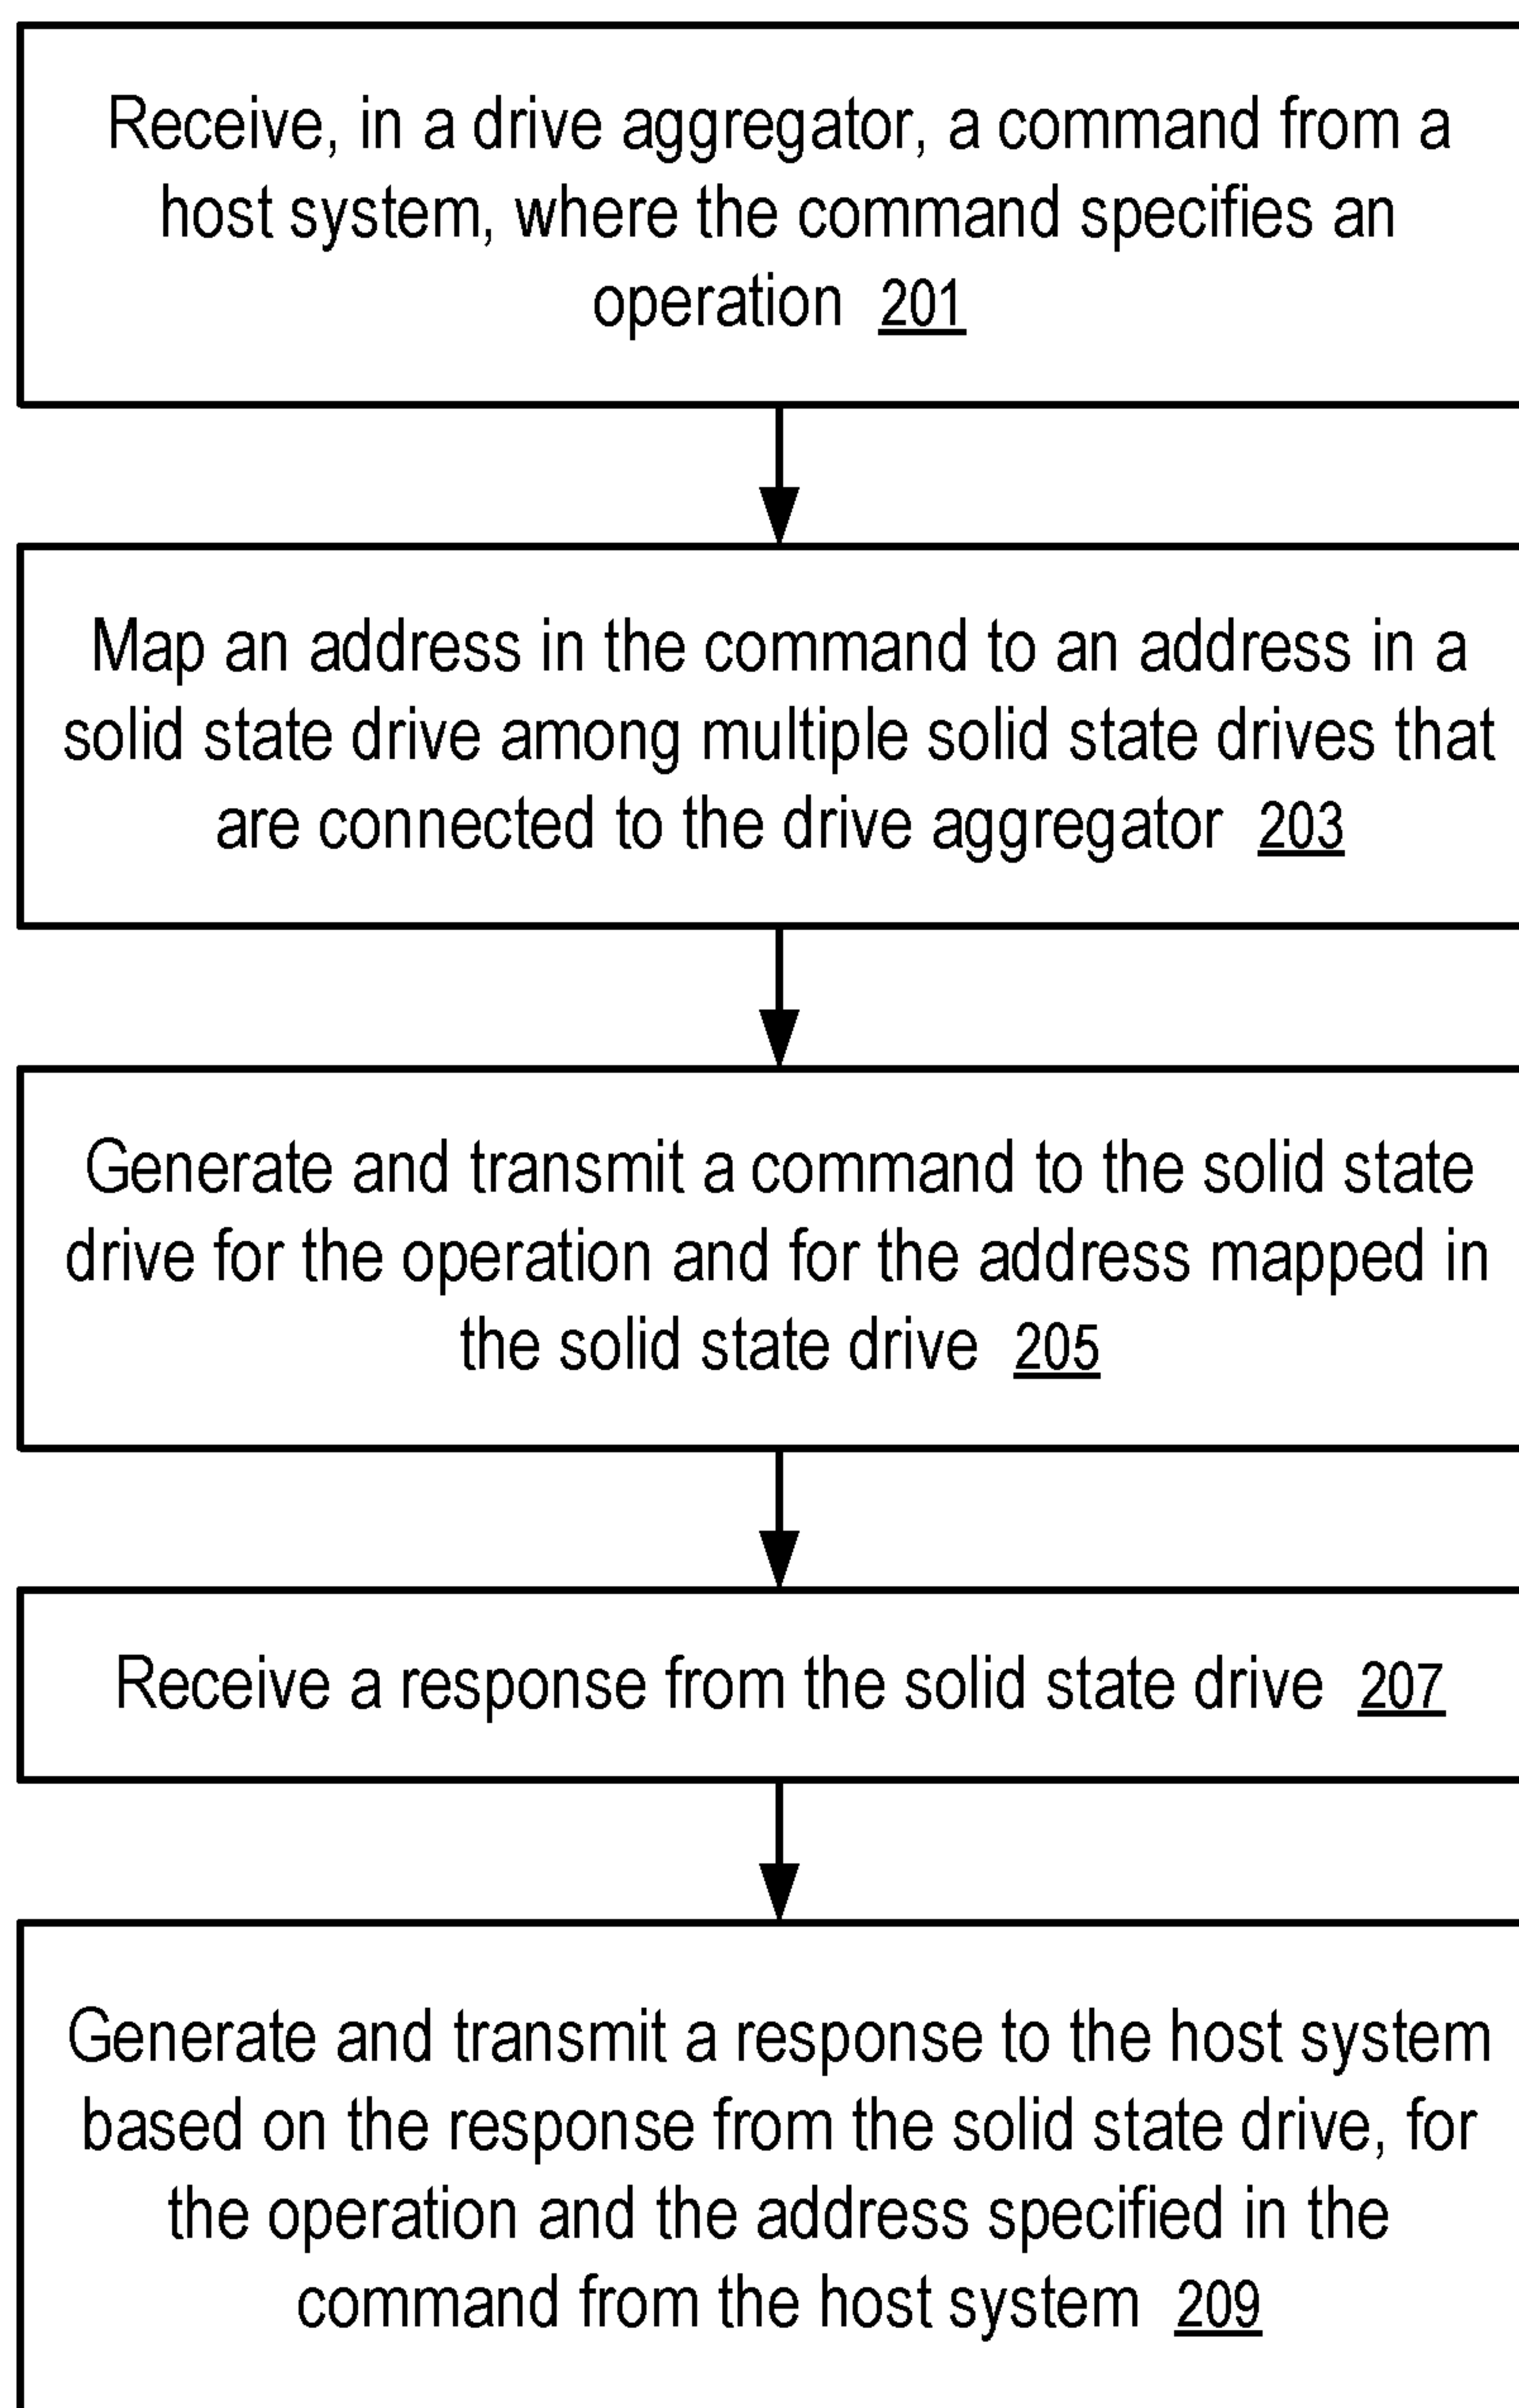 Receive, in a drive aggregator, a command from a
host system, where the command specifies an
operation 201
Map an address in the command to an address in a
solid state drive among multiple solid state drives that
are connected to the drive aggregator 203
Generate and transmit a command to the solid state
drive for the operation and for the address mapped in
the solid state drive 205
Receive a response from the solid state drive 207
Generate and transmit a response to the host system
based on the response from the solid state drive, for
the operation and the address specified in the
command from the host system 209